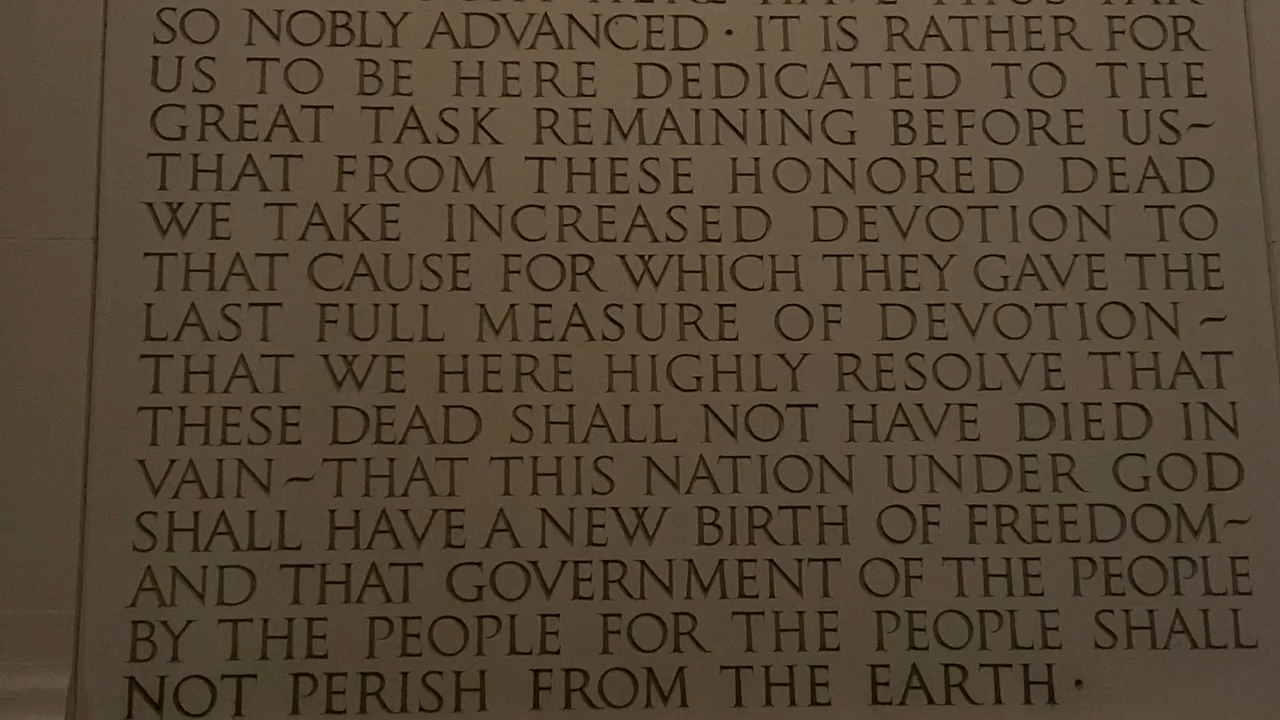 SO NOBLY ADVANCED · IT IS RATHER FOR
US TO BE HERE DEDICATED TO THE
GREAT TASK REMAINING BEFORE US~
THAT FROM THESE HONORED DEAD
WE TAKE INCREASED DEVOTION TO
THAT CAUSE FOR WHICH THEY GAVE THE
LAST FULL MEASURE OF DEVOTION ~
THAT WE HERE HIGHLY RESOLVE THAT
THESE DEAD SHALL NOT HAVE DIED IN
VAIN ~ THAT THIS NATION UNDER GOD
SHALL HAVE A NEW BIRTH OF FREEDOM~
AND THAT GOVERNMENT OF THE PEOPLE
BY THE PEOPLE FOR THE PEOPLE SHALL
NOT PERISH FROM THE EARTH ·